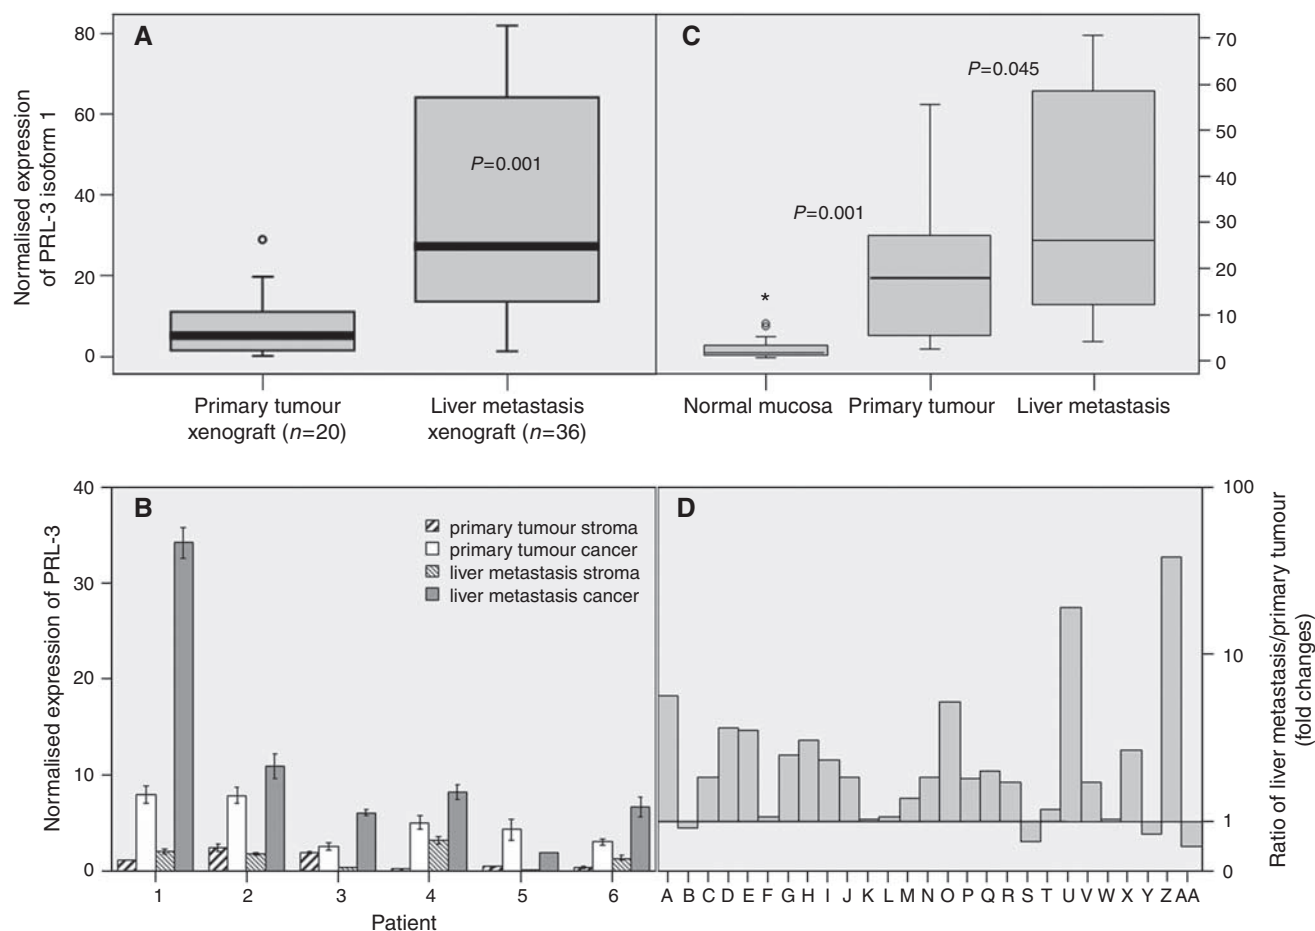 A
80
60
40
20
0
Normalised expression
of PRL-3 isoform 1
P=0.001
Primary tumour
xenograft (n=20)
Liver metastasis
xenograft (n=36)
C
P=0.045
P=0.001
*
70
60
50
40
30
20
10
0
Normal mucosa
Primary tumour
Liver metastasis
B
40
30
20
10
0
Normalised expression of PRL-3
primary tumour stroma
primary tumour cancer
liver metastasis stroma
liver metastasis cancer
1 2 3 4 5 6
Patient
D
100
10
1
0
Ratio of liver metastasis/primary tumour
(fold changes)
A B C D E F G H I J K L M N O P Q R S T U V W X Y Z AA